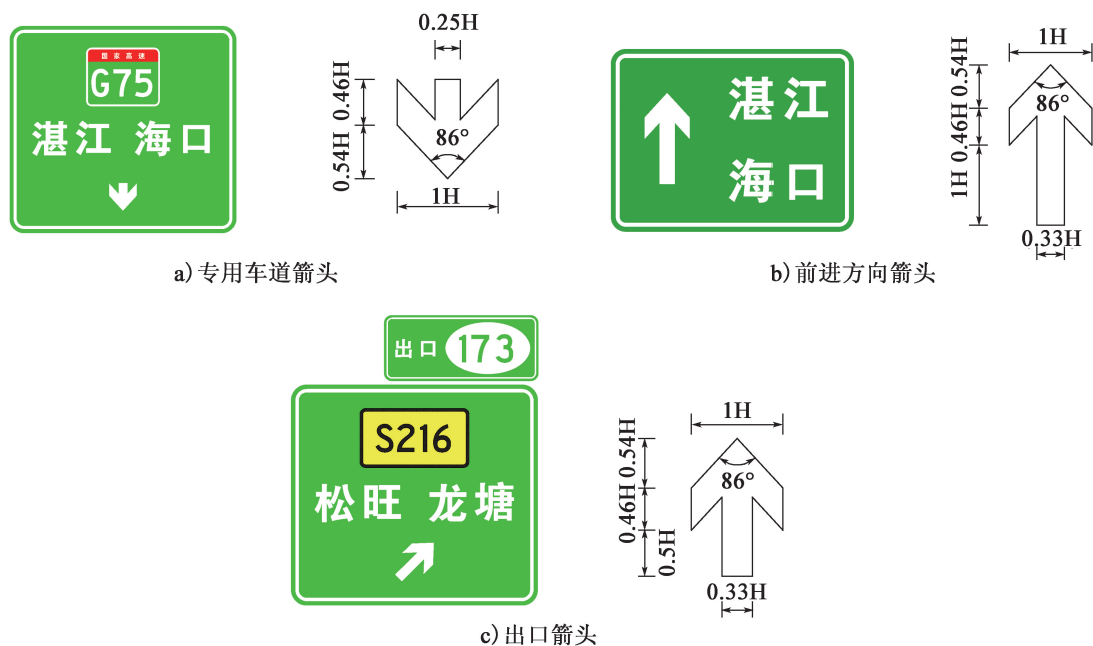 国家高速
G75
湛江 海口
0.25H
0.46H
0.54H
86°
1H
a)专用车道箭头
湛江
海口
1H
0.54H
0.46H
1H
86°
0.33H
b)前进方向箭头
出口 173
S216
松旺 龙塘
1H
0.54H
0.46H
0.5H
86°
0.33H
c)出口箭头